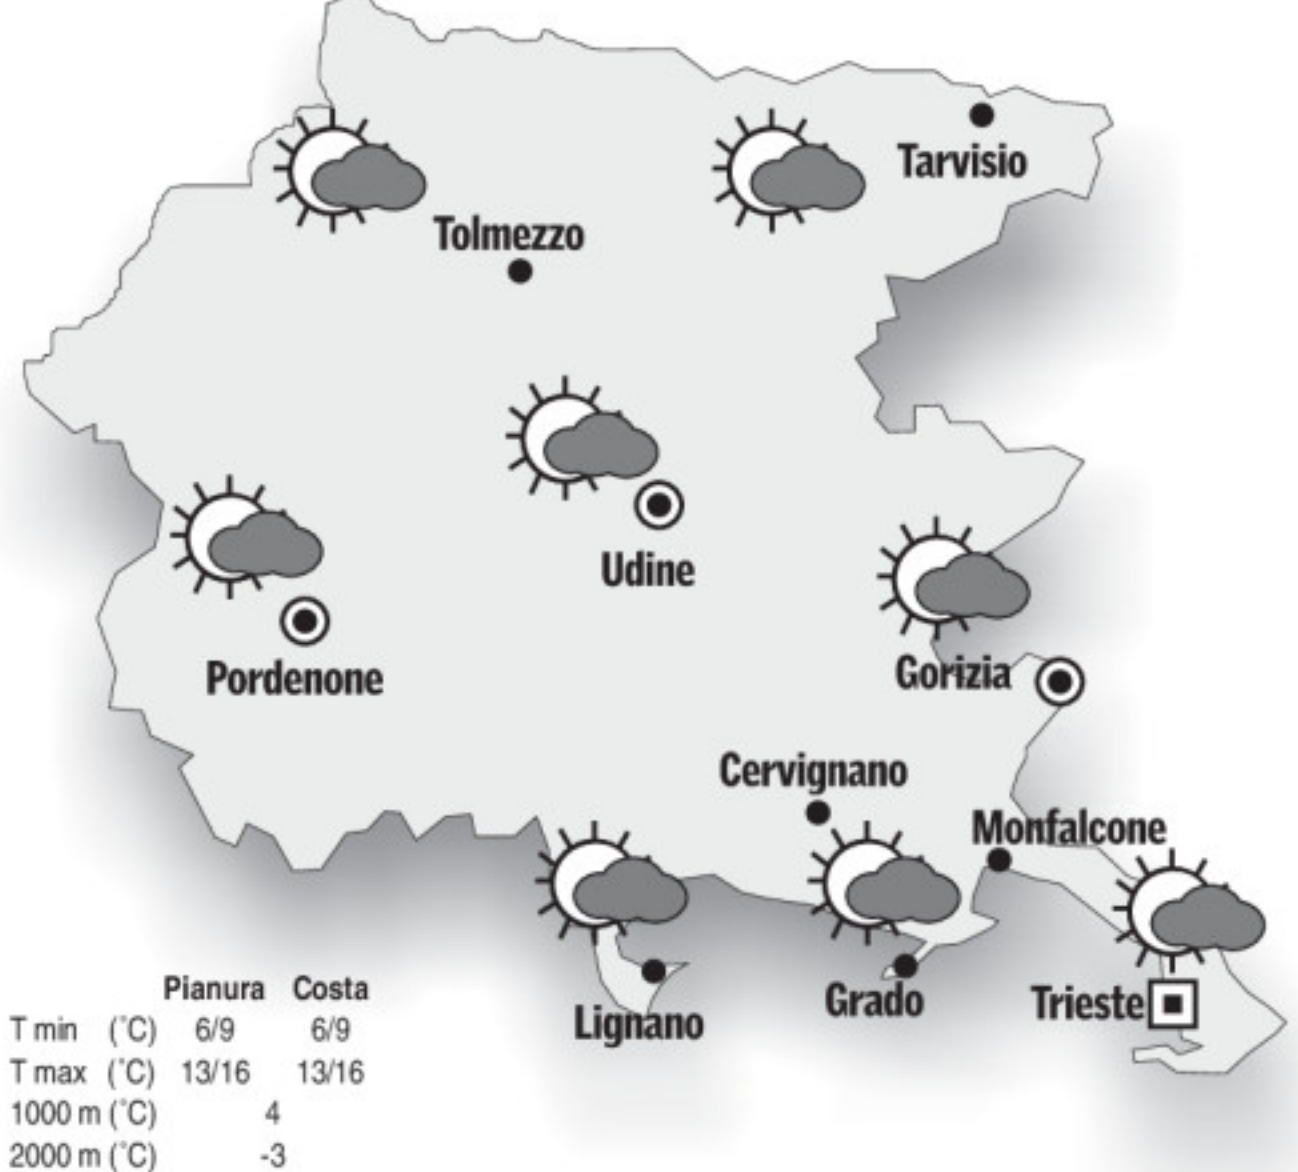 Tarvisio
Tolmezzo
Udine
Pordenone
Gorizia
Cervignano
Monfalcone
Grado
Trieste
Lignano
Pianura Costa
T min (°C) 6/9 6/9
T max (°C) 13/16 13/16
1000 m (°C) 4
2000 m (°C) -3